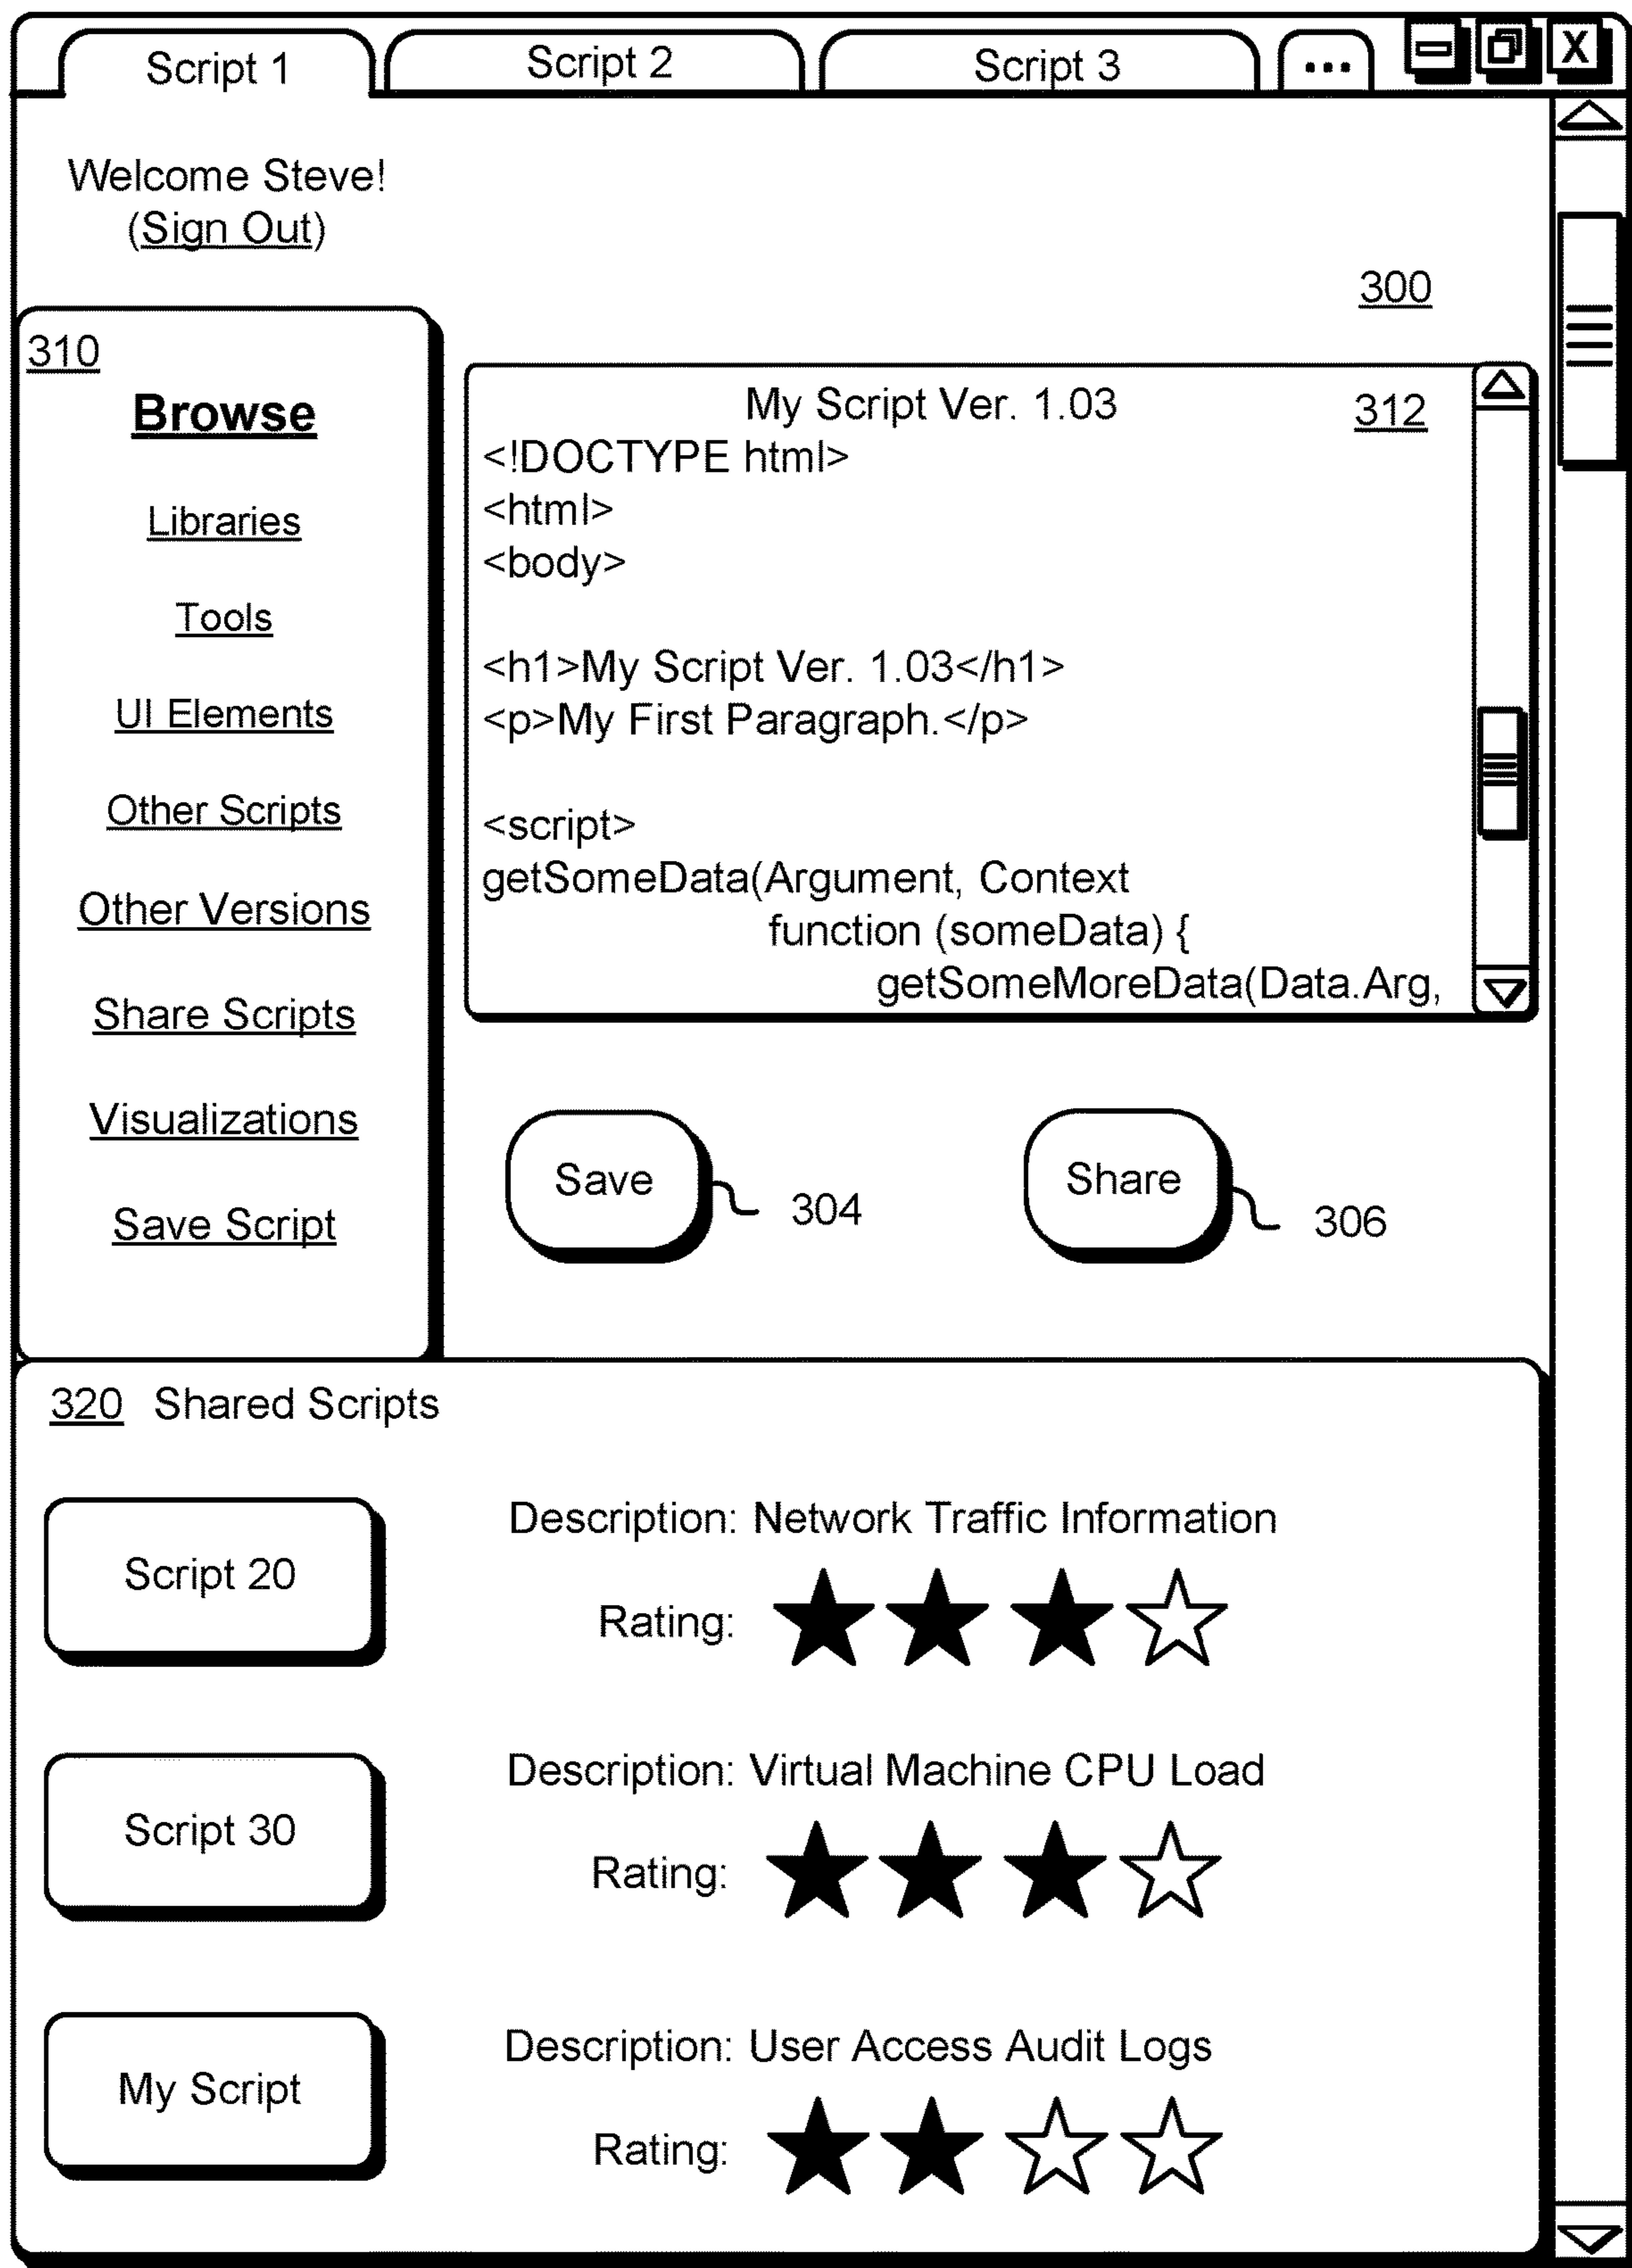 Script 1
Script 2
Script 3
...
X
Welcome Steve!
(Sign Out)
300
310
Browse
Libraries
Tools
UI Elements
Other Scripts
Other Versions
Share Scripts
Visualizations
Save Script
My Script Ver. 1.03
312
<!DOCTYPE html>
<html>
<body>
<h1>My Script Ver. 1.03</h1>
<p>My First Paragraph.</p>
<script>
getSomeData(Argument, Context
function (someData) {
getSomeMoreData(Data.Arg,
Save
304
Share
306
320 Shared Scripts
Script 20
Description: Network Traffic Information
Rating:
Script 30
Description: Virtual Machine CPU Load
Rating:
My Script
Description: User Access Audit Logs
Rating: